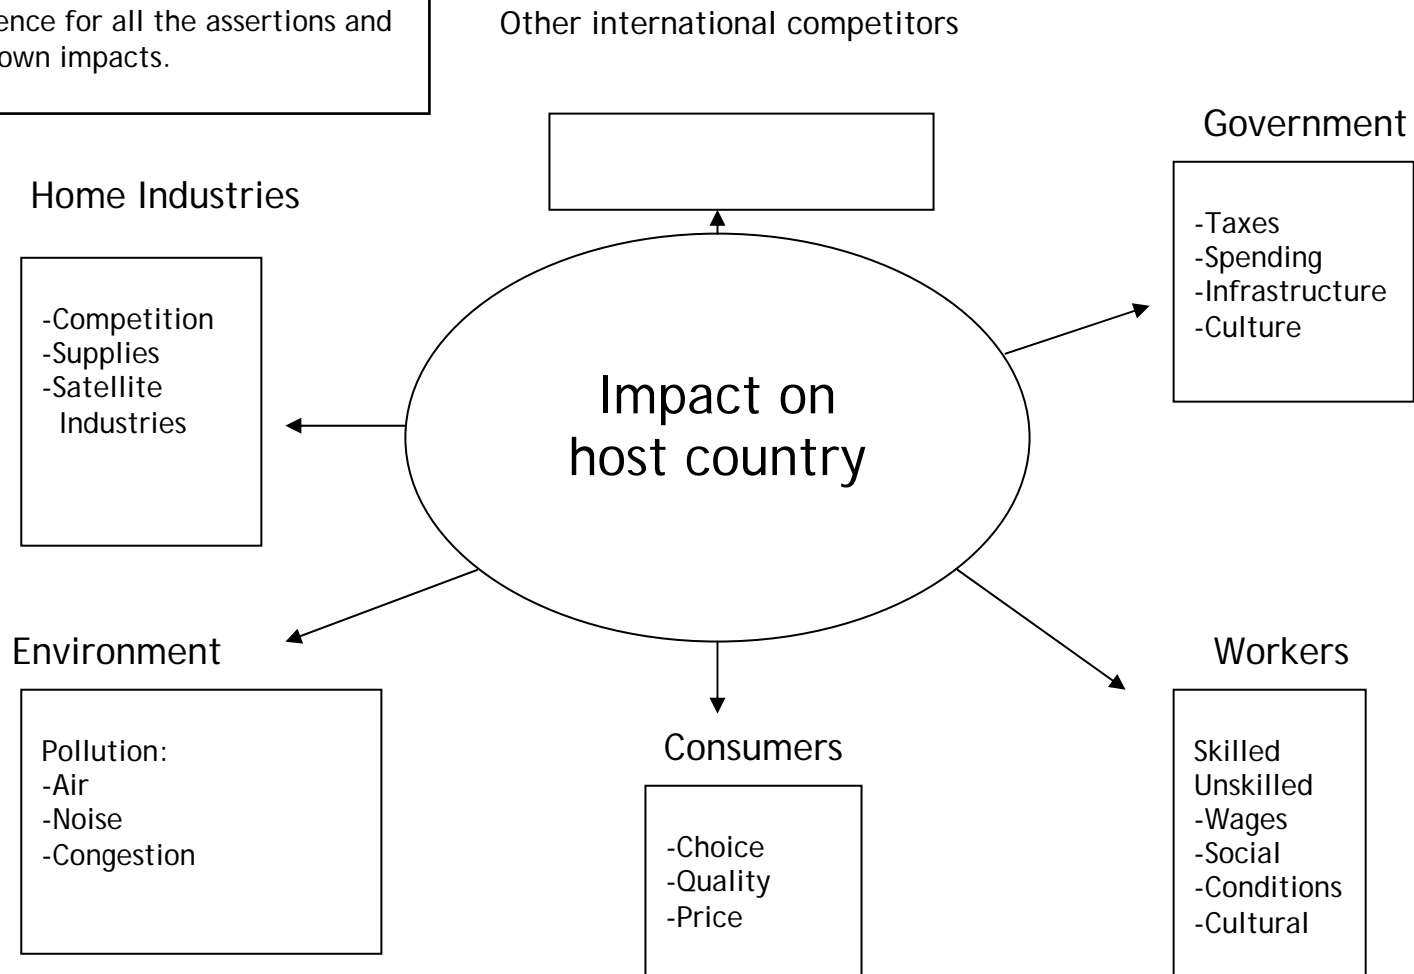 ence for all the assertions and
own impacts.
Other international competitors
Government
-Taxes
-Spending
-Infrastructure
-Culture
Home Industries
-Competition
-Supplies
-Satellite
Industries
Impact on
host country
Environment
Pollution:
-Air
-Noise
-Congestion
Consumers
-Choice
-Quality
-Price
Workers
Skilled
Unskilled
-Wages
-Social
-Conditions
-Cultural